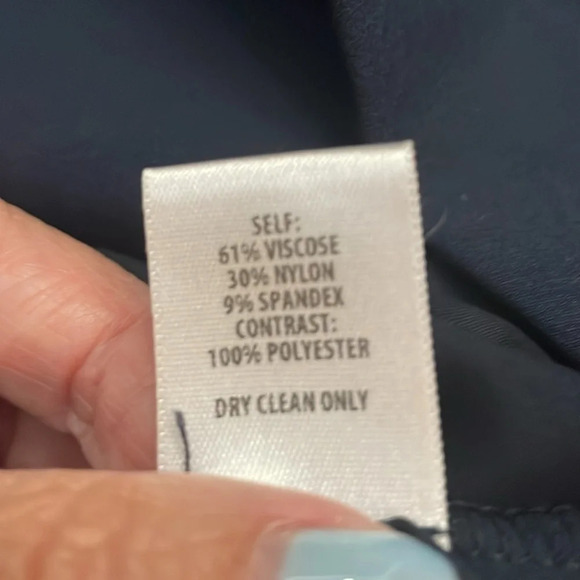 SELF:
61% VISCOSE
30% NYLON
9% SPANDEX
CONTRAST:
100% POLYESTER
DRY CLEAN ONLY